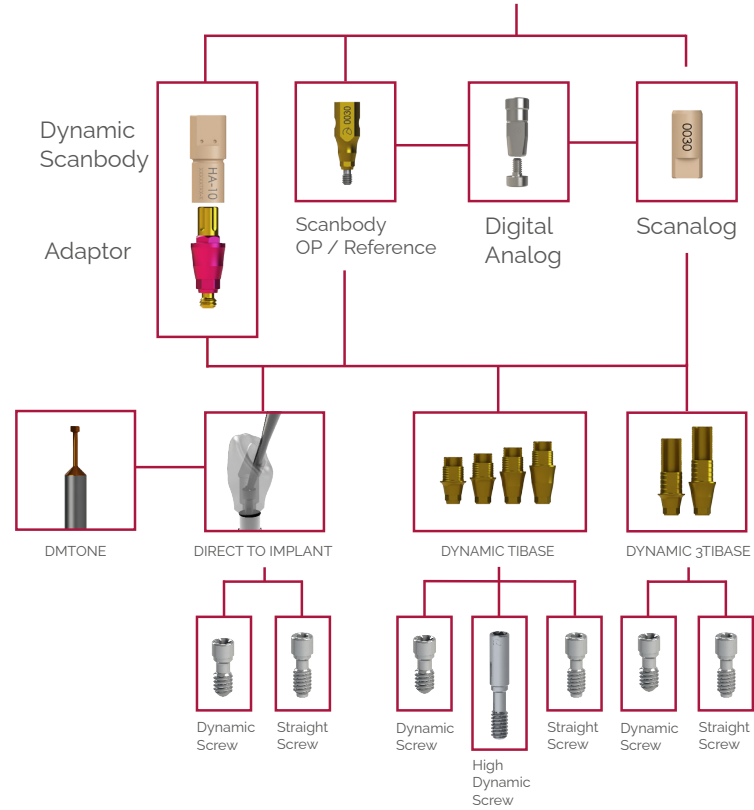 Dynamic
Scanbody
Adaptor
HA-10
0030
Scanbody
OP / Reference
Digital
Analog
0030
Scanalog
DMTONE
DIRECT TO IMPLANT
DYNAMIC TIBASE
DYNAMIC 3TIBASE
Dynamic
Screw
Straight
Screw
Dynamic
Screw
High
Dynamic
Screw
Straight
Screw
Dynamic
Screw
Straight
Screw